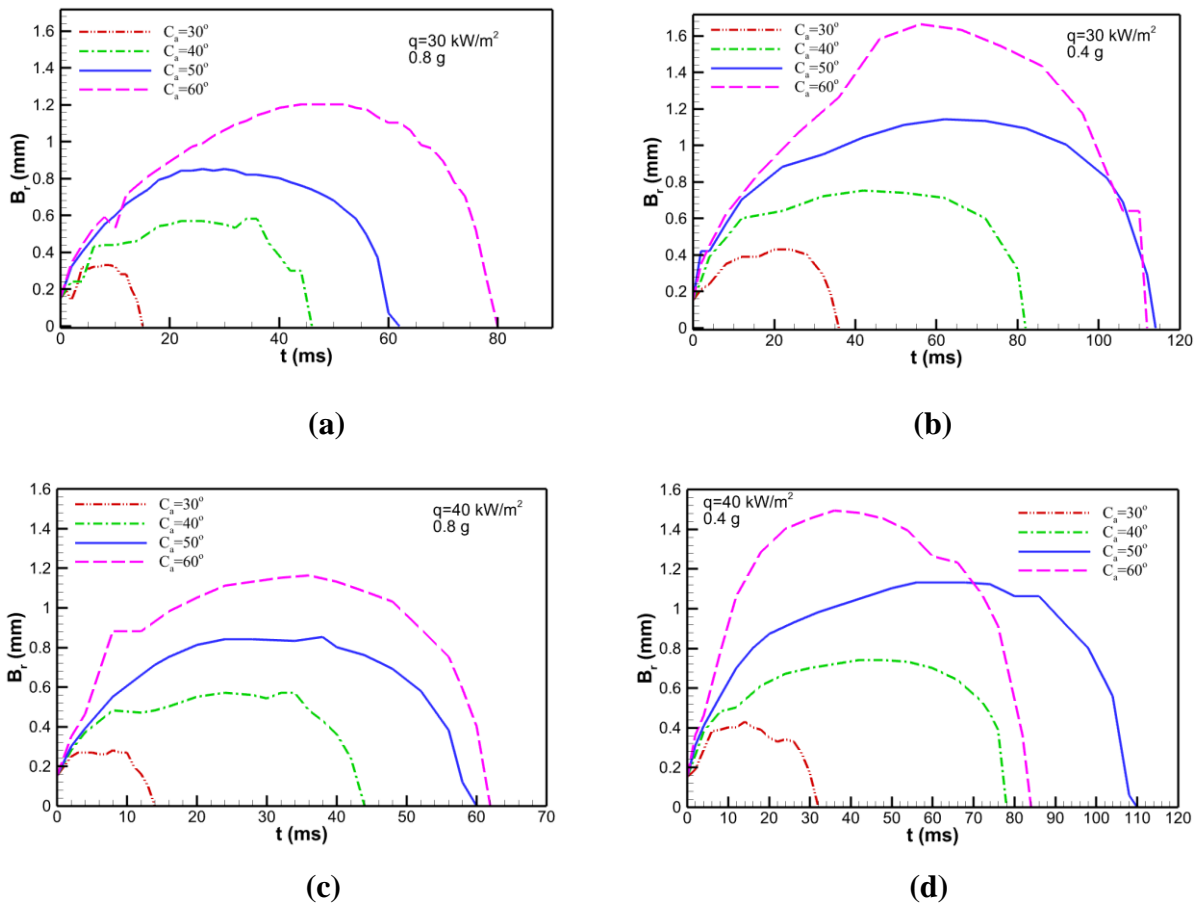 1.6
1.4
1.2
1
0.8
0.6
0.4
0.2
0
B_r (mm)
C_a=30°
C_a=40°
C_a=50°
C_a=60°
q=30 kW/m²
0.8 g
0 20 40 60 80
t (ms)
(a)
1.6
1.4
1.2
1
0.8
0.6
0.4
0.2
0
B_r (mm)
C_a=30°
C_a=40°
C_a=50°
C_a=60°
q=30 kW/m²
0.4 g
0 20 40 60 80 100 120
t (ms)
(b)
1.6
1.4
1.2
1
0.8
0.6
0.4
0.2
0
B_r (mm)
C_a=30°
C_a=40°
C_a=50°
C_a=60°
q=40 kW/m²
0.8 g
0 10 20 30 40 50 60 70
t (ms)
(c)
1.6
1.4
1.2
1
0.8
0.6
0.4
0.2
0
B_r (mm)
q=40 kW/m²
0.4 g
C_a=30°
C_a=40°
C_a=50°
C_a=60°
0 10 20 30 40 50 60 70 80 90 100 110 120
t (ms)
(d)